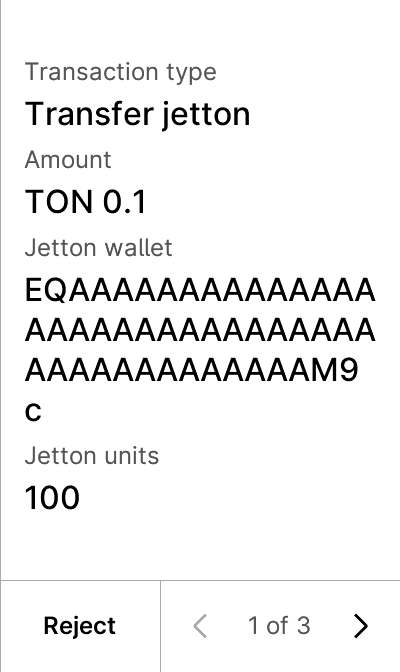 Transaction type
Transfer jetton
Amount
TON 0.1
Jetton wallet
EQAAAAAAAAAAAAAA
AAAAAAAAAAAAAAAA
AAAAAAAAAAAAAM9
c
Jetton units
100
Reject
1 of 3